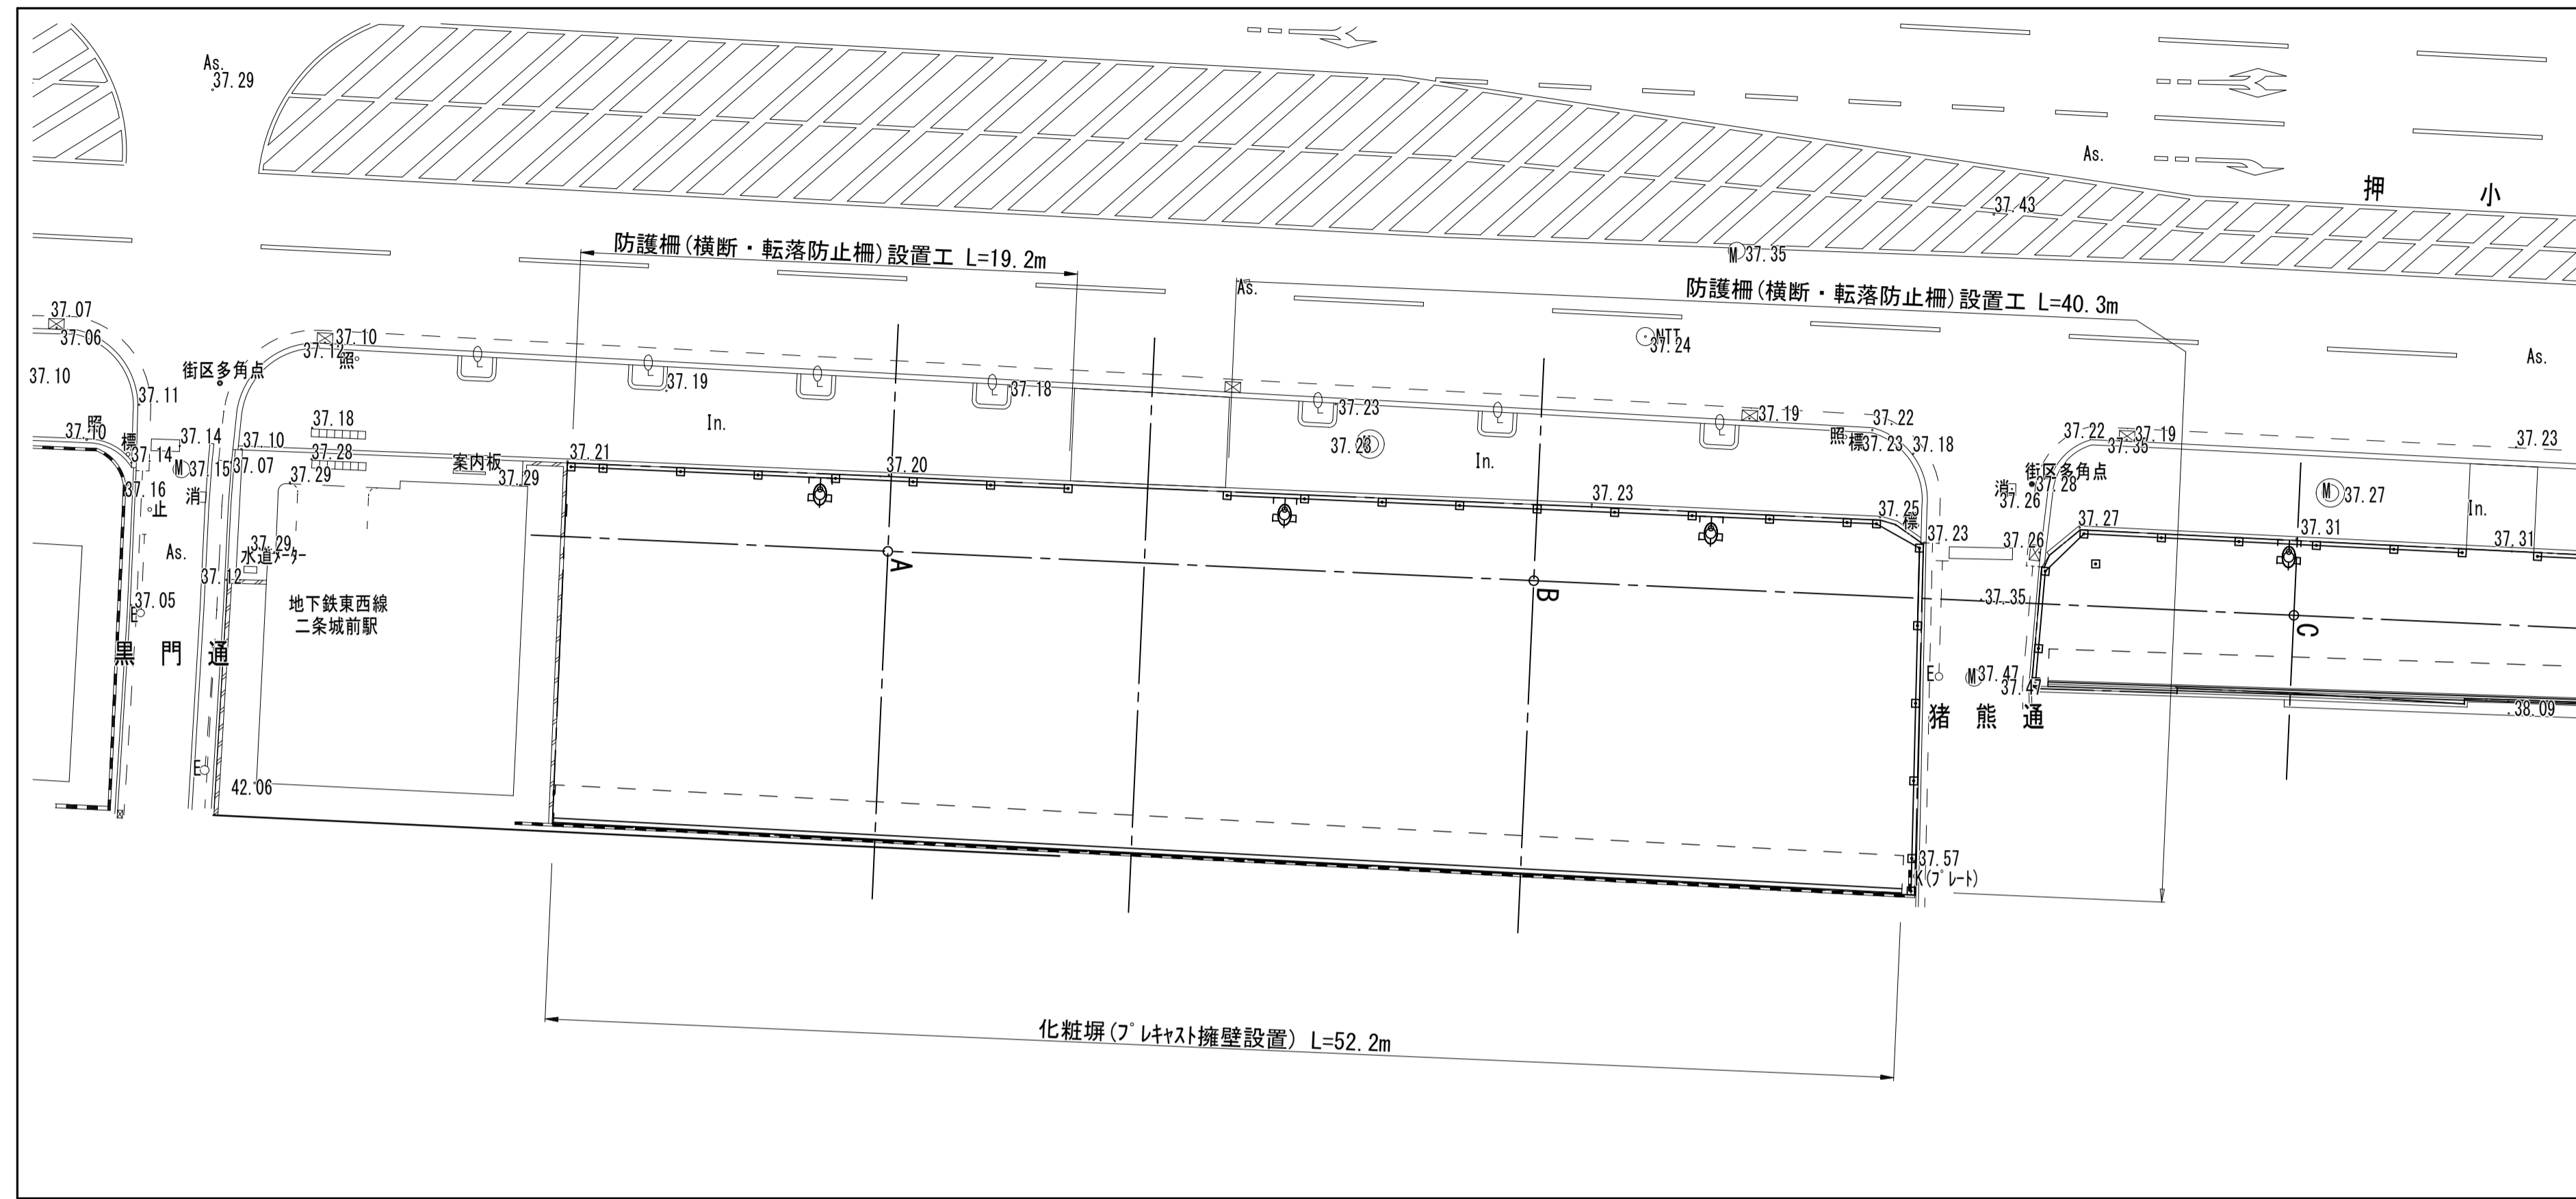 As.
37.29
As.
押 小
37.43
M 37.35
防護柵(横断・転落防止柵)設置工 L=19.2m
As.
防護柵(横断・転落防止柵)設置工 L=40.3m
37.07
37.06
37.10
37.12
照
NTT
37.24
As.
街区多角点
37.10
37.11
37.19
37.18
In.
37.23
37.19
37.22
照
37.10
標
37.14
37.14
37.10
37.18
37.28
M 37.15
37.07
37.29
案内板
37.29
37.21
37.20
37.23
In.
照
標
37.23
37.18
37.22
37.35
37.19
37.23
街区多角点
37.28
消
37.26
M 37.27
In.
37.16
止
消
As.
37.29
水道ﾒｰﾀｰ
37.12
37.05
E
37.23
37.25
標
37.23
37.26
37.27
37.31
37.31
A
B
37.35
C
地下鉄東西線
二条城前駅
黒 門 通
E
M 37.47
37.47
猪 熊 通
38.09
E
42.06
37.57
K(ﾌﾟﾚｰﾄ)
化粧塀(ﾌﾟﾚｷｬｽﾄ擁壁設置) L=52.2m